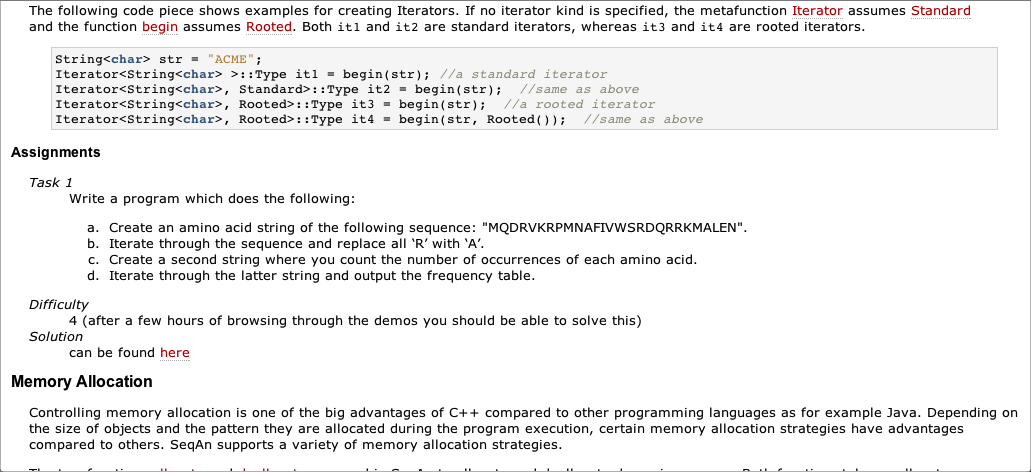 The following code piece shows examples for creating Iterators. If no iterator kind is specified, the metafunction Iterator assumes Standard
and the function begin assumes Rooted. Both it1 and it2 are standard iterators, whereas it3 and it4 are rooted iterators.
String<char> str = "ACME";
Iterator<String<char> >::Type it1 = begin(str); //a standard iterator
Iterator<String<char>, Standard>::Type it2 = begin(str);  //same as above
Iterator<String<char>, Rooted>::Type it3 = begin(str);  //a rooted iterator
Iterator<String<char>, Rooted>::Type it4 = begin(str, Rooted());  //same as above
Assignments
Task 1
Write a program which does the following:
a. Create an amino acid string of the following sequence: "MQDRVKRPMNAFIVWSRDQRRKMALEN".
b. Iterate through the sequence and replace all ‘R’ with ‘A’.
c. Create a second string where you count the number of occurrences of each amino acid.
d. Iterate through the latter string and output the frequency table.
Difficulty
4 (after a few hours of browsing through the demos you should be able to solve this)
Solution
can be found here
Memory Allocation
Controlling memory allocation is one of the big advantages of C++ compared to other programming languages as for example Java. Depending on
the size of objects and the pattern they are allocated during the program execution, certain memory allocation strategies have advantages
compared to others. SeqAn supports a variety of memory allocation strategies.